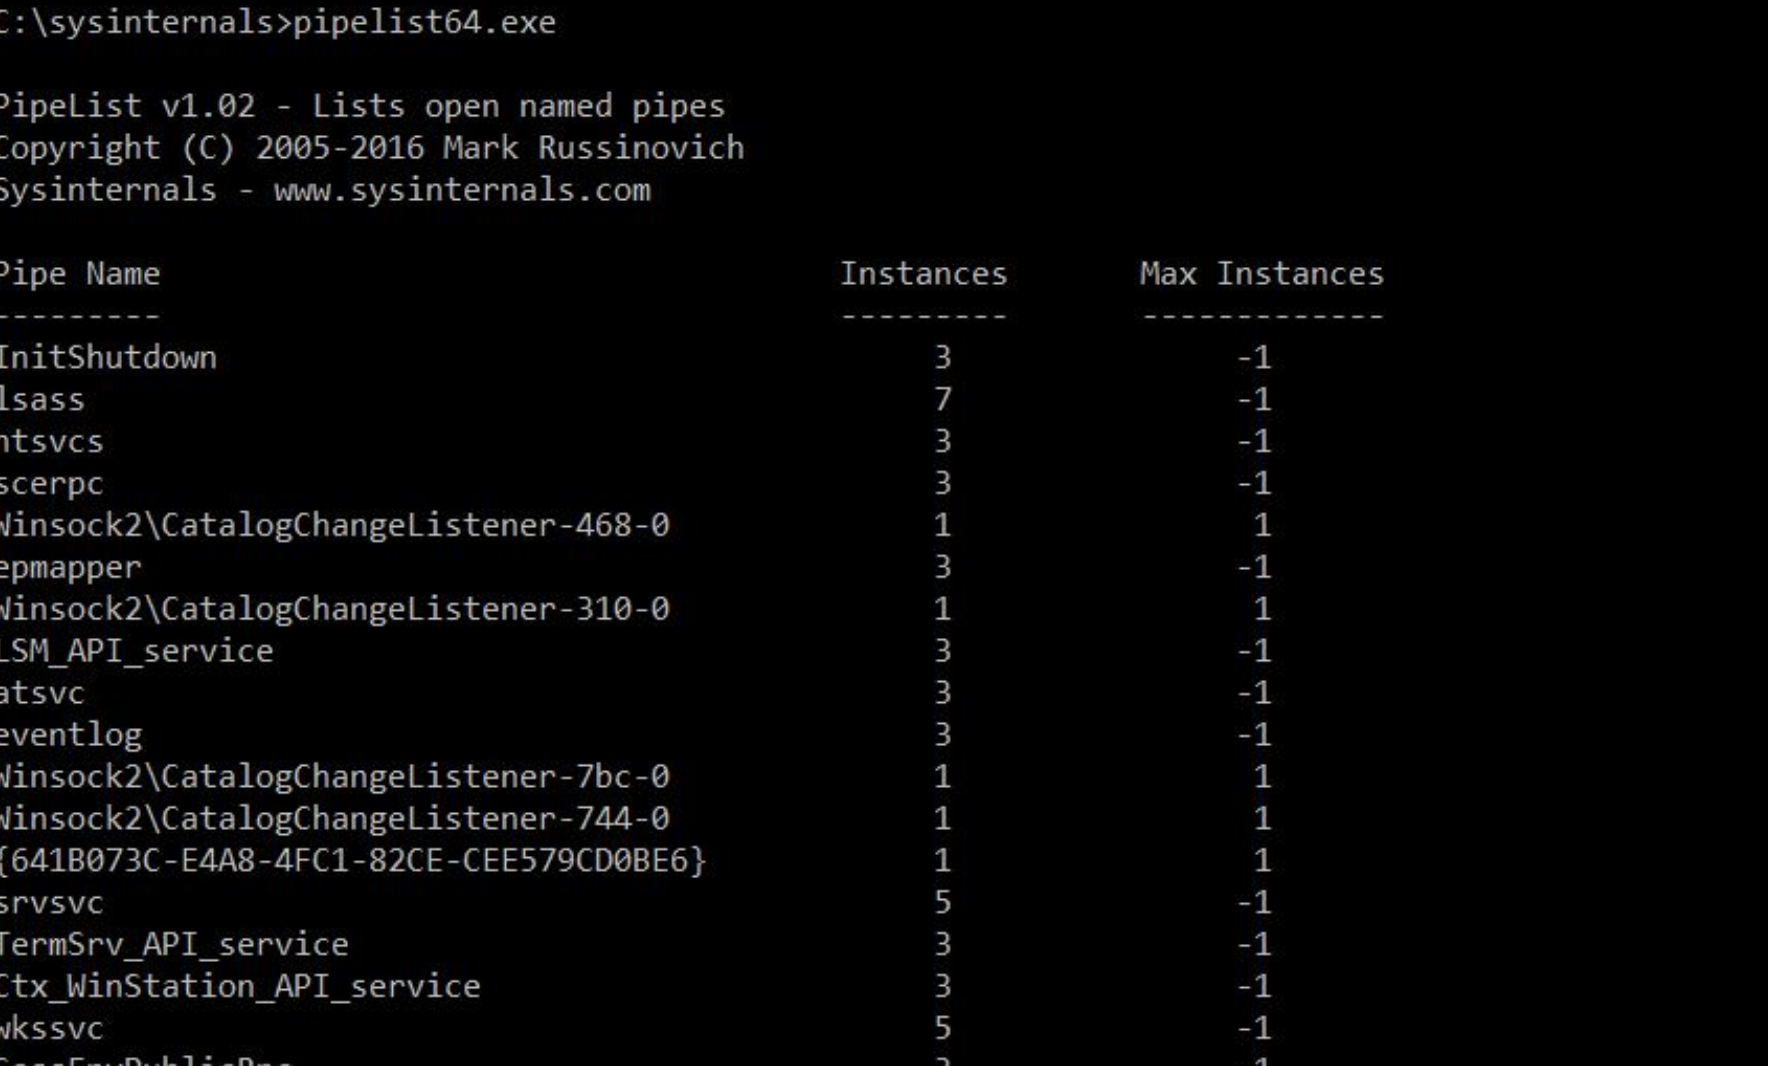 C:\sysinternals>pipelist64.exe
PipeList v1.02 - Lists open named pipes
Copyright (C) 2005-2016 Mark Russinovich
Sysinternals - www.sysinternals.com
Pipe Name Instances Max Instances
--------- --------- -------------
InitShutdown 3 -1
lsass 7 -1
ntsvcs 3 -1
scerpc 3 -1
Winsock2\CatalogChangeListener-468-0 1 1
epmapper 3 -1
Winsock2\CatalogChangeListener-310-0 1 1
LSM_API_service 3 -1
atsvc 3 -1
eventlog 3 -1
Winsock2\CatalogChangeListener-7bc-0 1 1
Winsock2\CatalogChangeListener-744-0 1 1
{641B073C-E4A8-4FC1-82CE-CEE579CD0BE6} 1 1
srvsvc 5 -1
TermSrv_API_service 3 -1
Ctx_WinStation_API_service 3 -1
wkssvc 5 -1